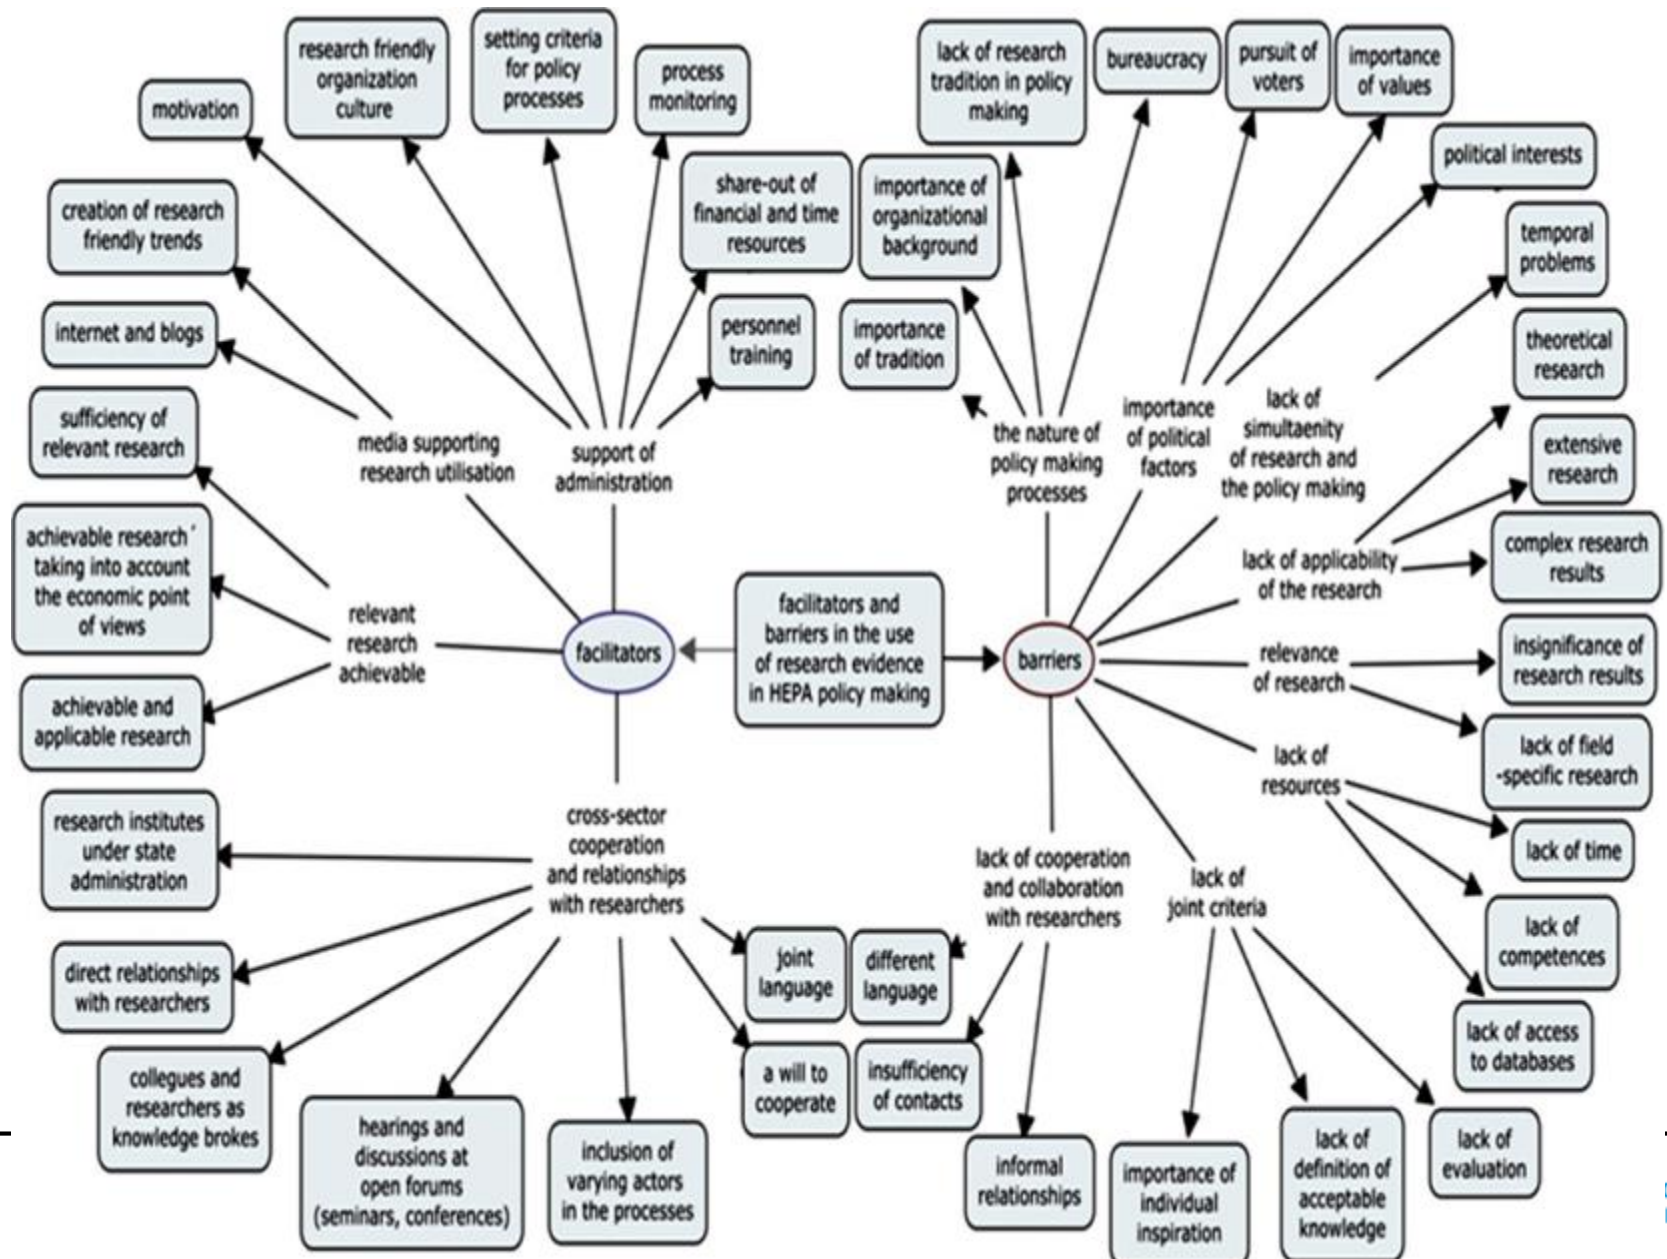 motivation
research friendly
organization
culture
setting criteria
for policy
processes
process
monitoring
share-out of
financial and time
resources
personnel
training
creation of research
friendly trends
internet and blogs
sufficiency of
relevant research
achievable research´
taking into account
the economic point
of views
achievable and
applicable research
media supporting
research utilisation
support of
administration
relevant
research
achievable
facilitators
facilitators and
barriers in the use
of research evidence
in HEPA policy making
barriers
cross-sector
cooperation
and relationships
with researchers
research institutes
under state
administration
direct relationships
with researchers
collegues and
researchers as
knowledge brokes
hearings and
discussions at
open forums
(seminars, conferences)
inclusion of
varying actors
in the processes
joint
language
a will to
cooperate
lack of research
tradition in policy
making
bureaucracy
pursuit of
voters
importance
of values
political interests
importance of
organizational
background
importance
of tradition
temporal
problems
theoretical
research
extensive
research
complex research
results
insignificance of
research results
lack of field
-specific research
lack of time
lack of
competences
lack of access
to databases
the nature of
policy making
processes
importance
of political
factors
lack of
simultaenity
of research and
the policy making
lack of applicability
of the research
relevance
of research
lack of
resources
lack of cooperation
and collaboration
with researchers
lack of
joint criteria
different
language
insufficiency
of contacts
informal
relationships
importance of
individual
inspiration
lack of
definition of
acceptable
knowledge
lack of
evaluation